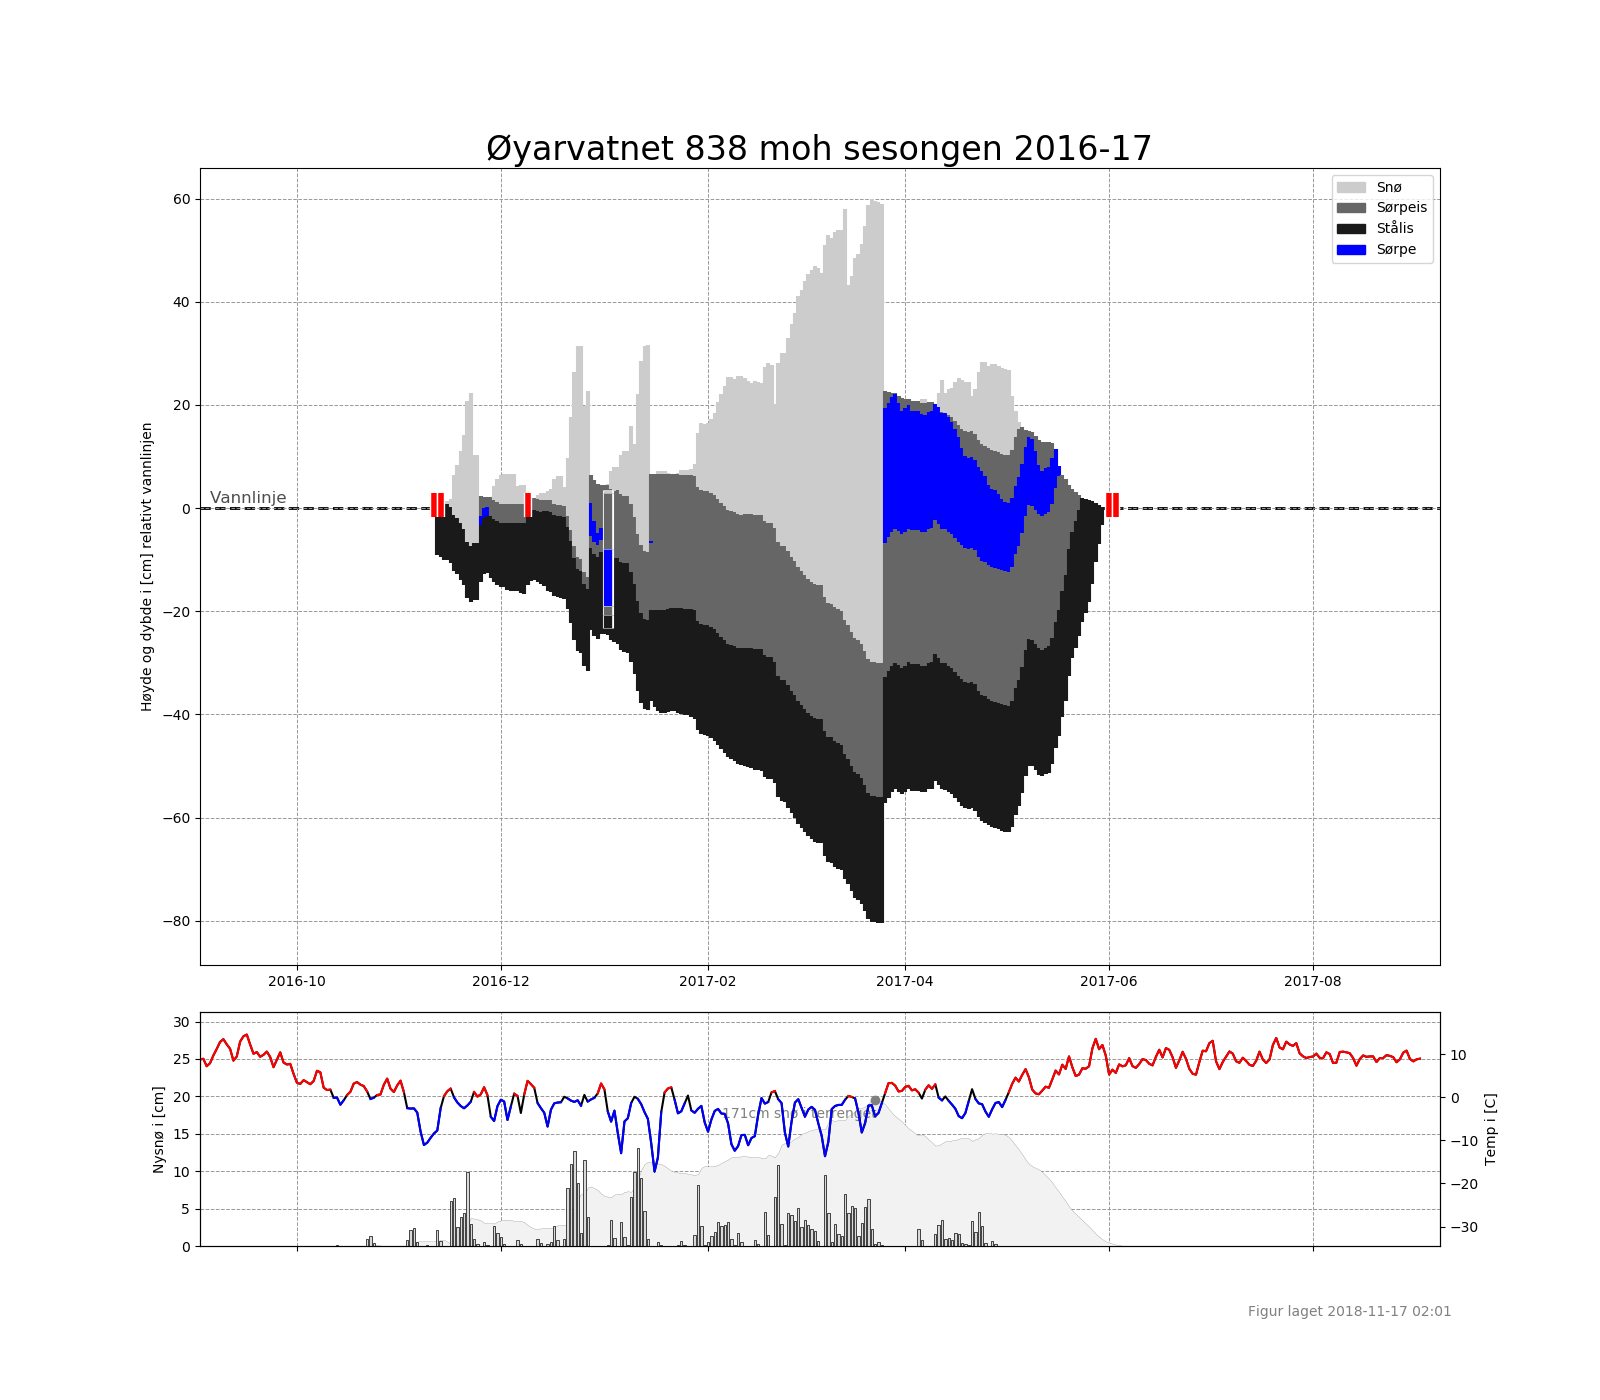 Øyarvatnet 838 moh sesongen 2016-17
Høyde og dybde i [cm] relativt vannlinjen
60
40
20
0
−20
−40
−60
−80
Vannlinje
Snø
Sørpeis
Stålis
Sørpe
2016-10 2016-12 2017-02 2017-04 2017-06 2017-08
Nysnø i [cm]
30
25
20
15
10
5
0
171cm snø i terrenget
10
0
−10
−20
−30
Temp i [C]
Figur laget 2018-11-17 02:01